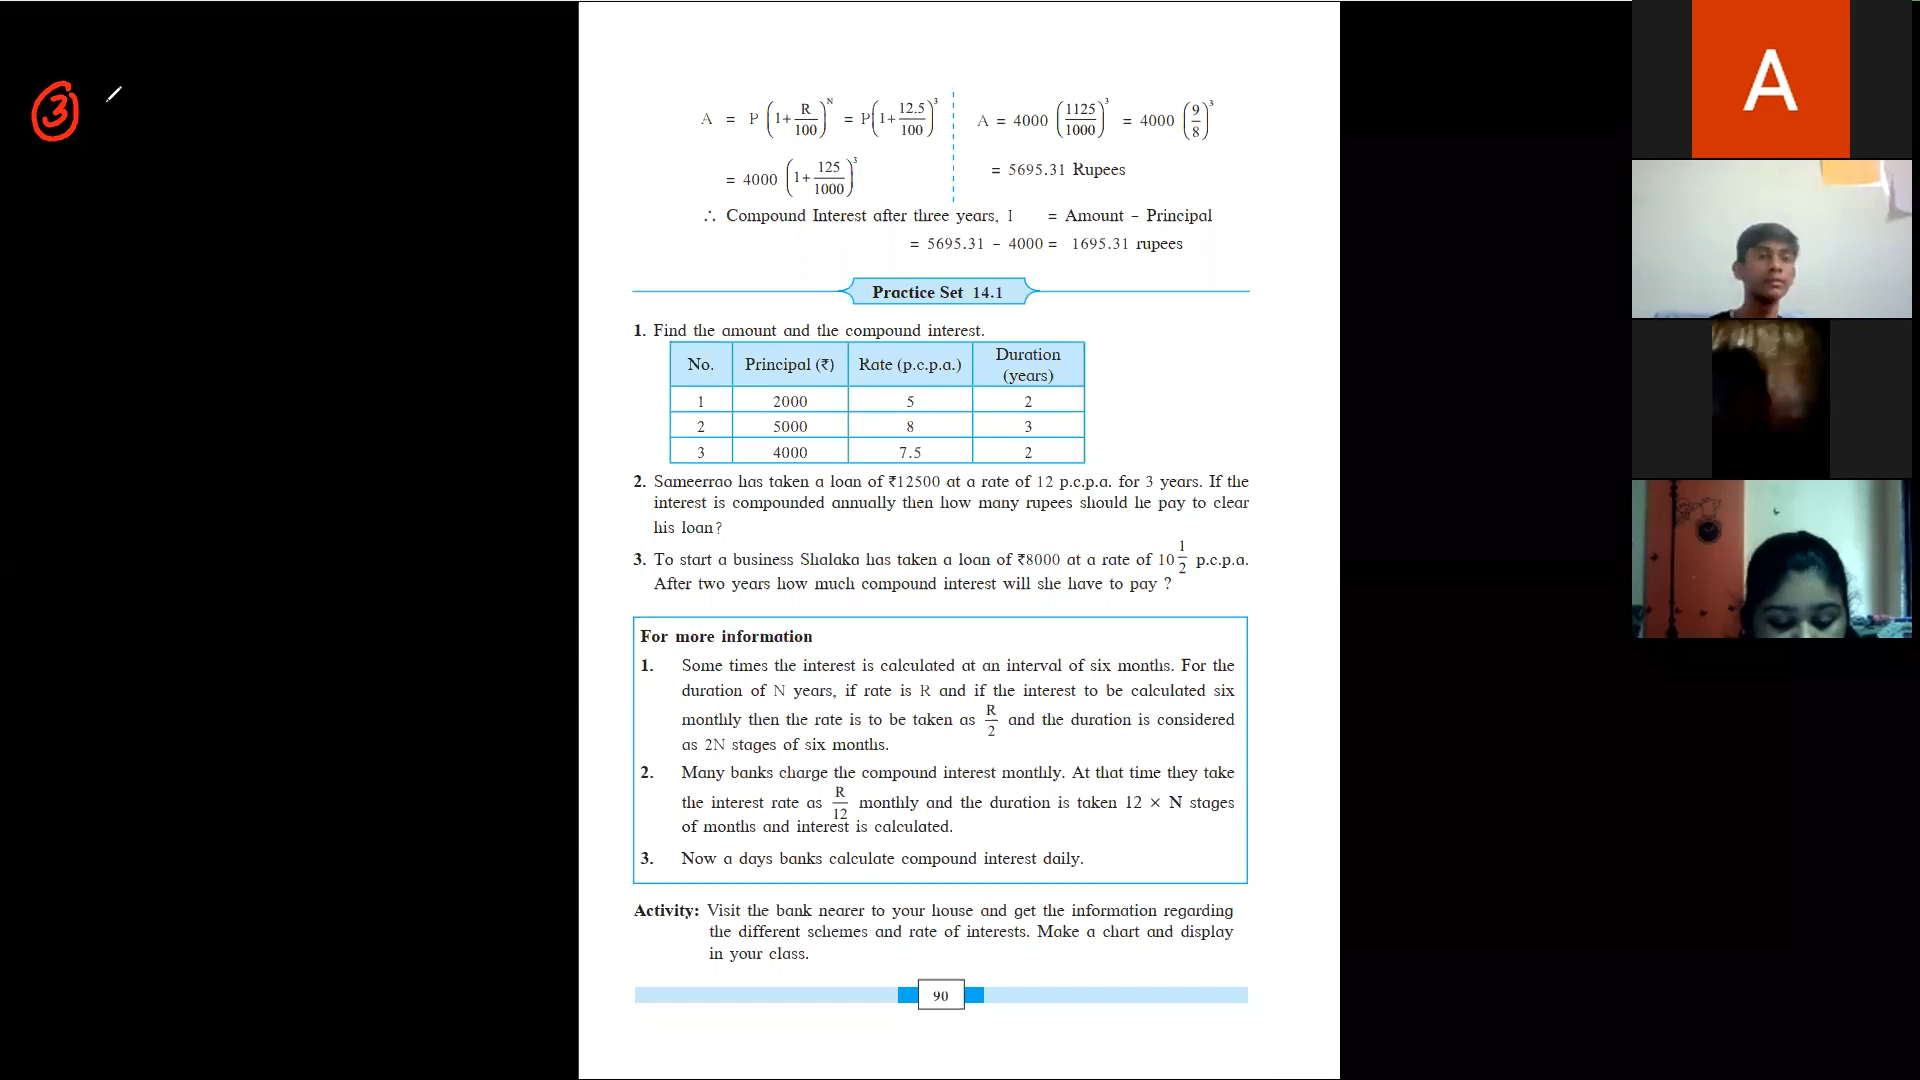 3
A = P (1+R/100)^N = P(1+12.5/100)^3
= 4000 (1+125/1000)^3
A = 4000 (1125/1000)^3 = 4000 (9/8)^3
= 5695.31 Rupees
∴ Compound Interest after three years, I = Amount – Principal
= 5695.31 – 4000 = 1695.31 rupees
Practice Set 14.1
1. Find the amount and the compound interest.
No. Principal (₹) Rate (p.c.p.a.) Duration (years)
1 2000 5 2
2 5000 8 3
3 4000 7.5 2
2. Sameerrao has taken a loan of ₹12500 at a rate of 12 p.c.p.a. for 3 years. If the
interest is compounded annually then how many rupees should he pay to clear
his loan?
3. To start a business Shalaka has taken a loan of ₹8000 at a rate of 10 1/2 p.c.p.a.
After two years how much compound interest will she have to pay ?
For more information
1. Some times the interest is calculated at an interval of six months. For the
duration of N years, if rate is R and if the interest to be calculated six
monthly then the rate is to be taken as R/2 and the duration is considered
as 2N stages of six months.
2. Many banks charge the compound interest monthly. At that time they take
the interest rate as R/12 monthly and the duration is taken 12 × N stages
of months and interest is calculated.
3. Now a days banks calculate compound interest daily.
Activity: Visit the bank nearer to your house and get the information regarding
the different schemes and rate of interests. Make a chart and display
in your class.
90
A